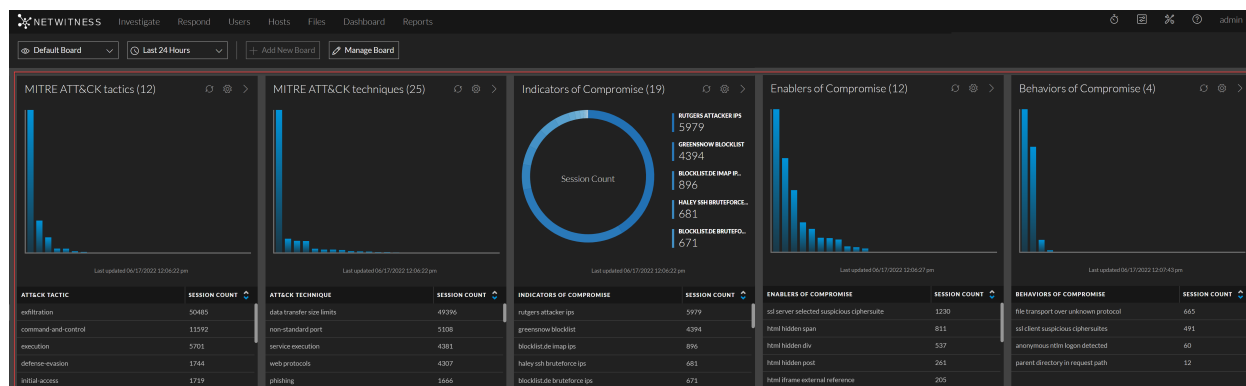 NETWITNESS Investigate Respond Users Hosts Files Dashboard Reports admin
Default Board Last 24 Hours Add New Board Manage Board
MITRE ATT&CK tactics (12)
Last updated 06/17/2022 12:06:22 pm
ATT&CK TACTIC SESSION COUNT
exfiltration 50485
command-and-control 11592
execution 5701
defense-evasion 1744
initial-access 1719
MITRE ATT&CK techniques (25)
Last updated 06/17/2022 12:06:22 pm
ATT&CK TECHNIQUE SESSION COUNT
data transfer size limits 49396
non-standard port 5108
service execution 4381
web protocols 4307
phishing 1666
Indicators of Compromise (19)
Session Count
RUTGERS ATTACKER IPS
5979
GREENSNOW BLOCKLIST
4394
BLOCKLIST.DE IMAP IP...
896
HALEY SSH BRUTEFORCE...
681
BLOCKLIST.DE BRUTEFO...
671
Last updated 06/17/2022 12:06:22 pm
INDICATORS OF COMPROMISE SESSION COUNT
rutgers attacker ips 5979
greensnow blocklist 4394
blocklist.de imap ips 896
haley ssh bruteforce ips 681
blocklist.de bruteforce ips 671
Enablers of Compromise (12)
Last updated 06/17/2022 12:06:27 pm
ENABLERS OF COMPROMISE SESSION COUNT
ssl server selected suspicious ciphersuite 1230
html hidden span 811
html hidden div 537
html hidden post 261
html iframe external reference 205
Behaviors of Compromise (4)
Last updated 06/17/2022 12:07:43 pm
BEHAVIORS OF COMPROMISE SESSION COUNT
file transport over unknown protocol 665
ssl client suspicious ciphersuites 491
anonymous ntlm logon detected 60
parent directory in request path 12